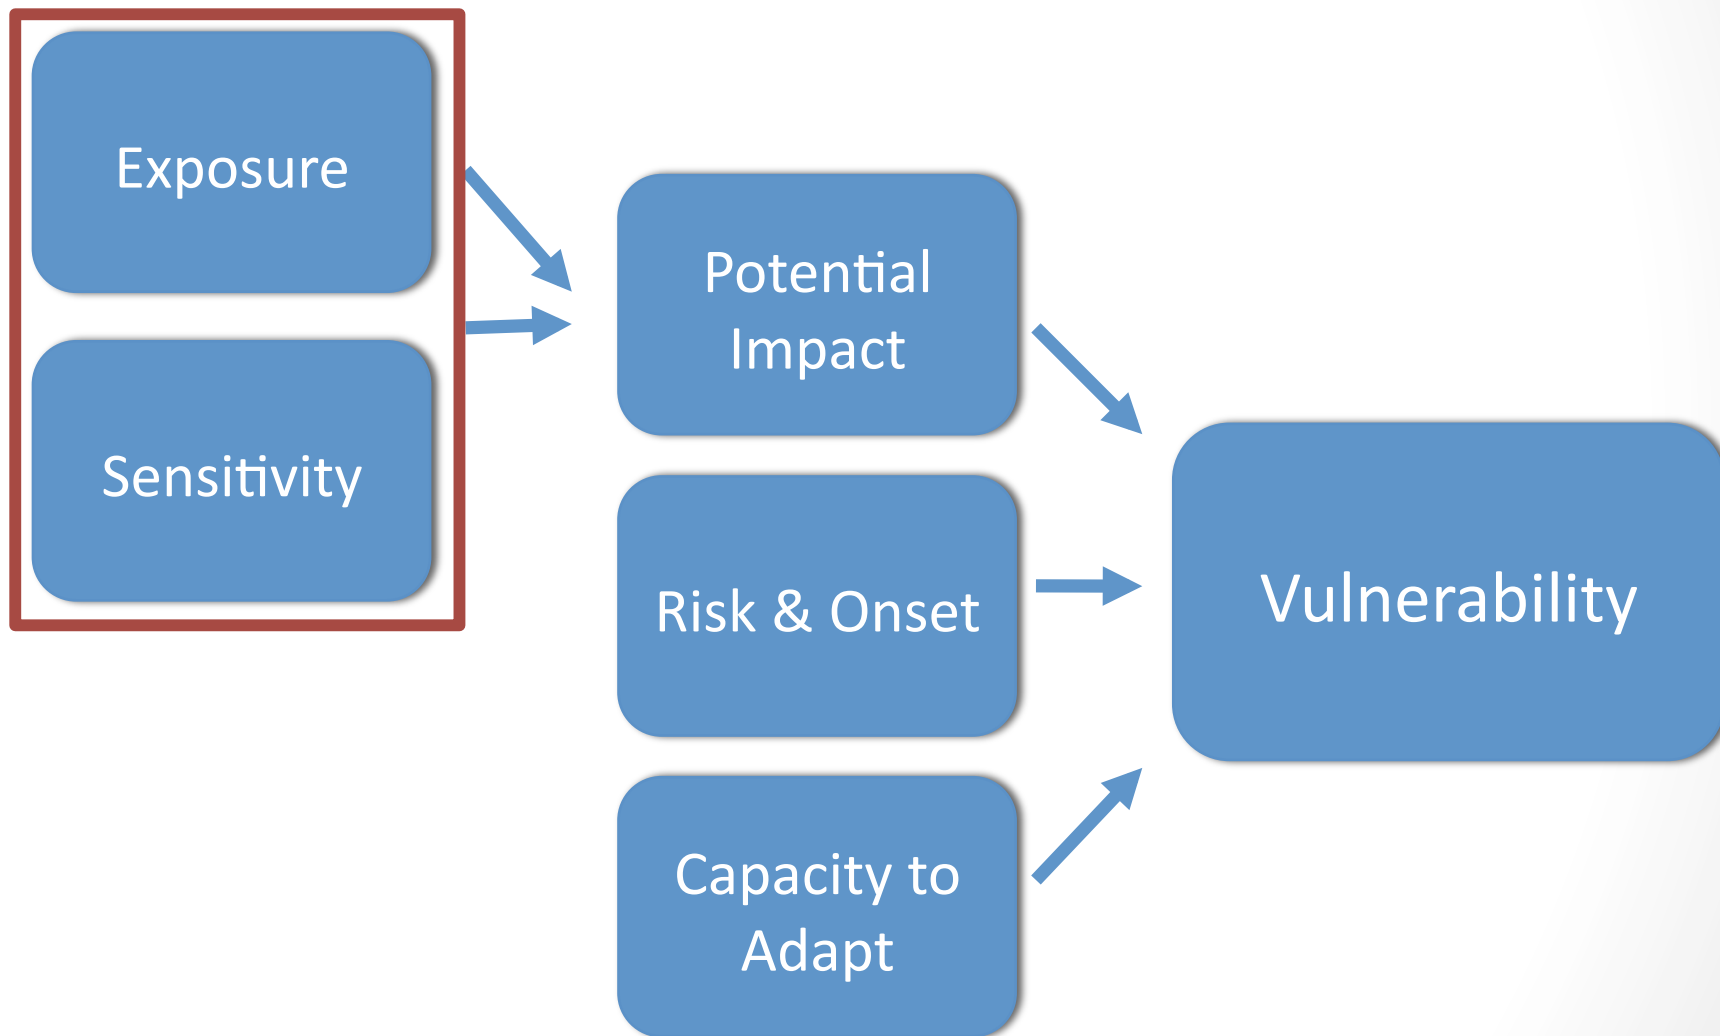 Exposure
Sensitivity
Potential
Impact
Risk & Onset
Capacity to
Adapt
Vulnerability